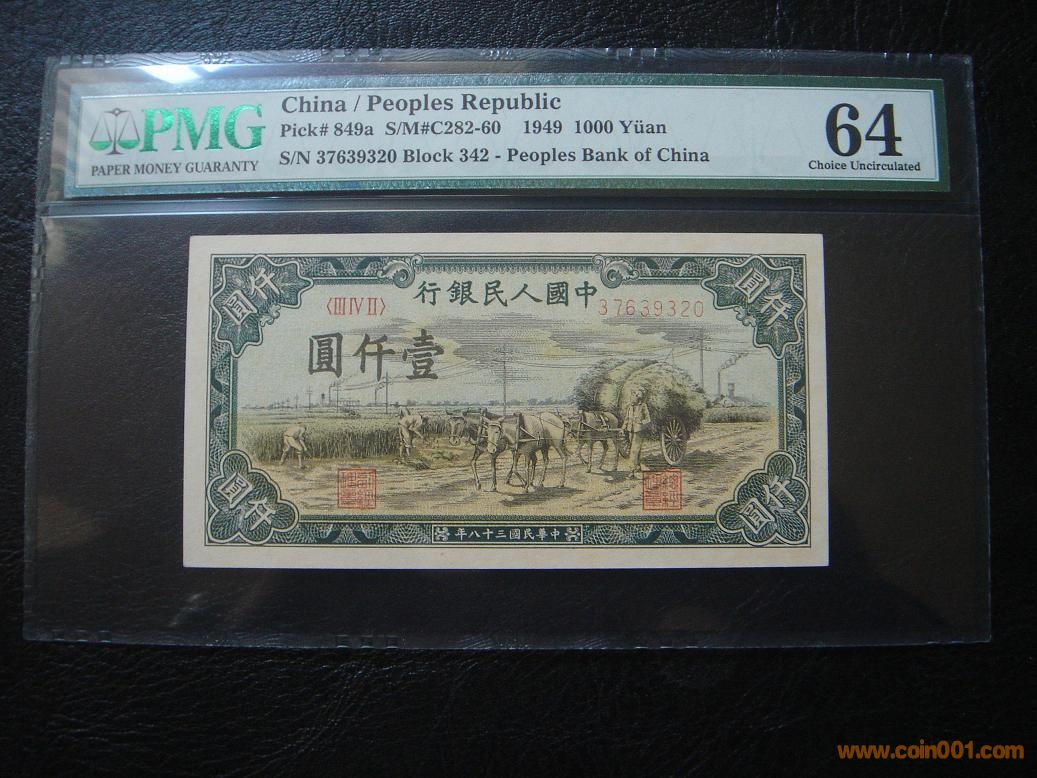 PMG
PAPER MONEY GUARANTY
China / Peoples Republic
Pick# 849a S/M#C282-60 1949 1000 Yüan
S/N 37639320 Block 342 - Peoples Bank of China
64
Choice Uncirculated
圓仟
圓仟
行銀民人國中
〈III IV II〉
37639320
圓仟壹
圓仟
圓仟
年八十三國民華中
www.coin001.com